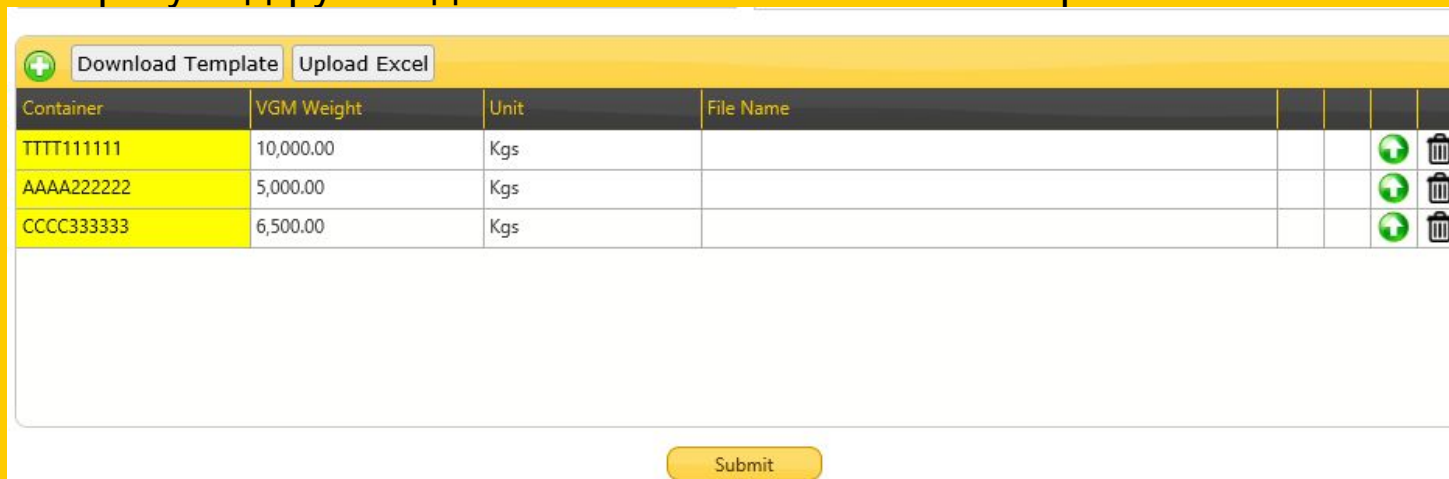 Download Template Upload Excel
Container VGM Weight Unit File Name
TTTT111111 10,000.00 Kgs
AAAA222222 5,000.00 Kgs
CCCC333333 6,500.00 Kgs
Submit